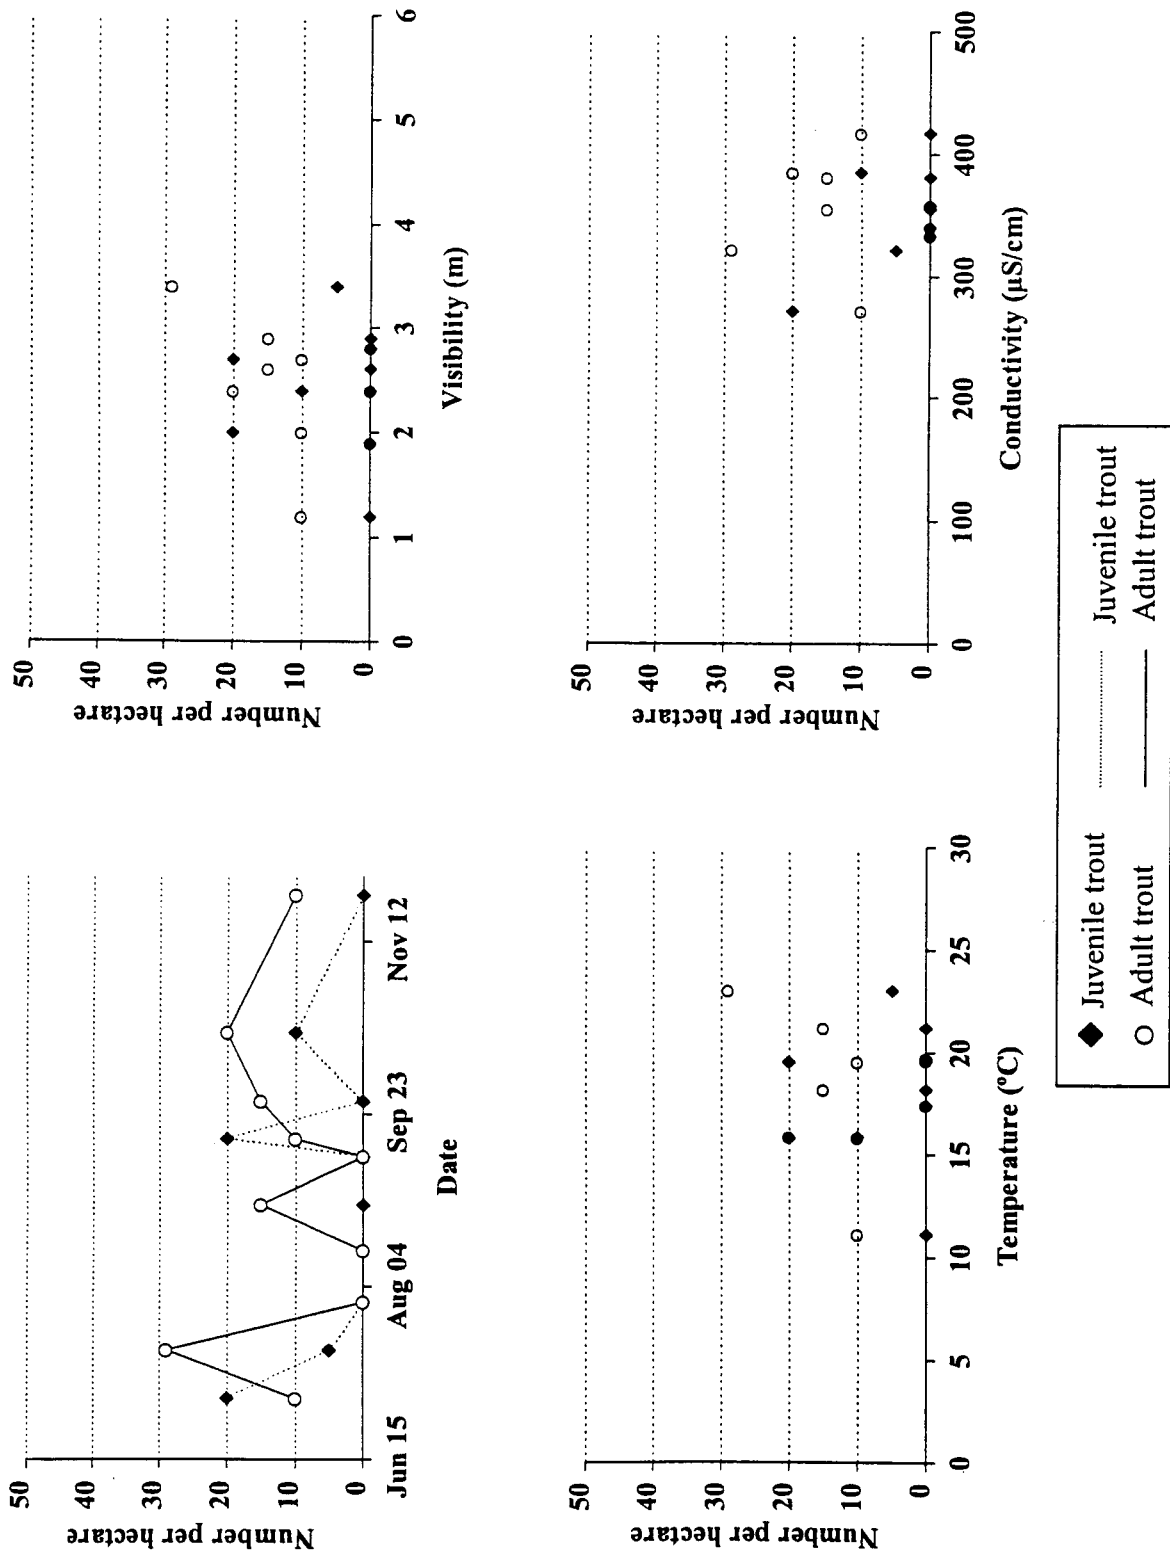 Number per hectare
50
40
30
20
10
0
Jun 15
Aug 04
Sep 23
Nov 12
Date
Number per hectare
50
40
30
20
10
0
0
1
2
3
4
5
6
Visibility (m)
Number per hectare
50
40
30
20
10
0
0
5
10
15
20
25
30
Temperature (ºC)
Number per hectare
50
40
30
20
10
0
0
100
200
300
400
500
Conductivity (µS/cm)
Juvenile trout
Juvenile trout
Adult trout
Adult trout